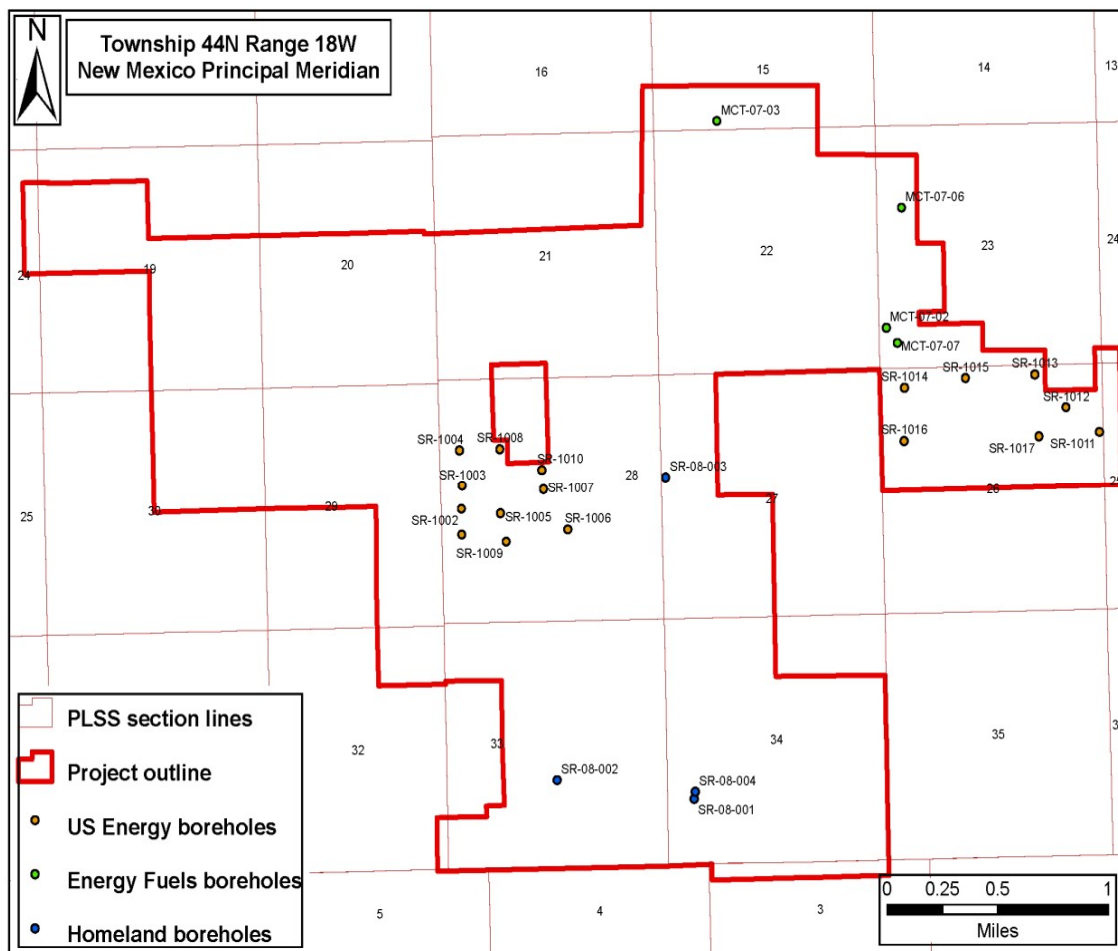 N
Township 44N Range 18W
New Mexico Principal Meridian
16
15
14
13
MCT-07-03
MCT-07-06
24
19
20
21
22
23
24
MCT-07-02
MCT-07-07
SR-1014
SR-1015
SR-1013
SR-1012
SR-1004
SR-1008
SR-1016
SR-1017
SR-1011
SR-1010
SR-1003
SR-1007
28
SR-08-003
25
30
29
27
26
25
SR-1002
SR-1005
SR-1006
SR-1009
32
33
34
35
3
SR-08-002
SR-08-004
SR-08-001
PLSS section lines
Project outline
US Energy boreholes
Energy Fuels boreholes
Homeland boreholes
5
4
3
0 0.25 0.5 1
Miles